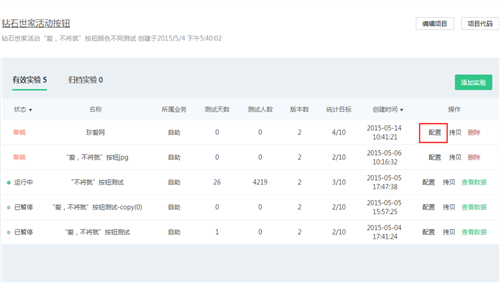 钻石世家活动按钮
编辑项目 项目代码
钻石世家活动“爱，不将就”按钮颜色不同测试 创建于2015/5/4 下午5:40:02
有效实验 5 归档实验 0
添加实验
状态 名称 所属业务 测试天数 测试人数 版本数 统计目标 创建时间 操作
草稿 珍爱网 自助 0 0 2 4/10 2015-05-14 10:41:21 配置 拷贝 删除
草稿 “爱，不将就”按钮jpg 自助 0 0 2 2/10 2015-05-06 10:16:32 配置 拷贝 删除
运行中 “不将就”按钮测试 自助 26 4219 2 3/10 2015-05-05 17:47:38 配置 拷贝 查看数据
已暂停 “爱，不将就”按钮测试-copy(0) 自助 0 0 2 2/10 2015-05-05 15:57:25 配置 拷贝 查看数据
已暂停 “爱，不将就”按钮测试 自助 1 0 2 2/10 2015-05-04 17:41:24 配置 拷贝 查看数据